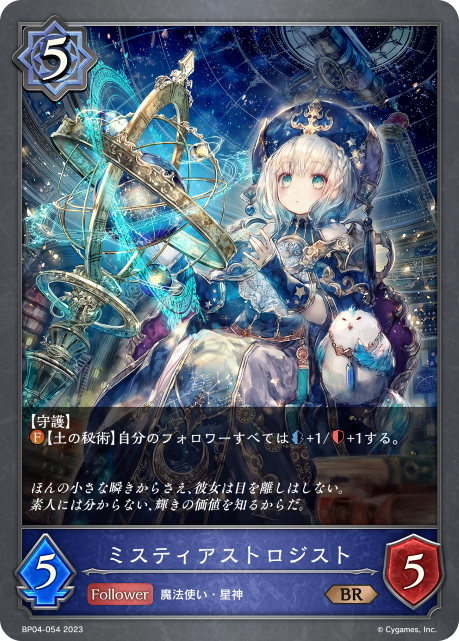 5
【守護】
F【土の秘術】自分のフォロワーすべては+1/+1する。
ほんの小さな瞬きからさえ、彼女は目を離しはしない。
素人には分からない、輝きの価値を知るからだ。
ミスティアストロジスト
5
Follower 魔法使い・星神 BR
5
BP04-054 2023 © Cygames, Inc.